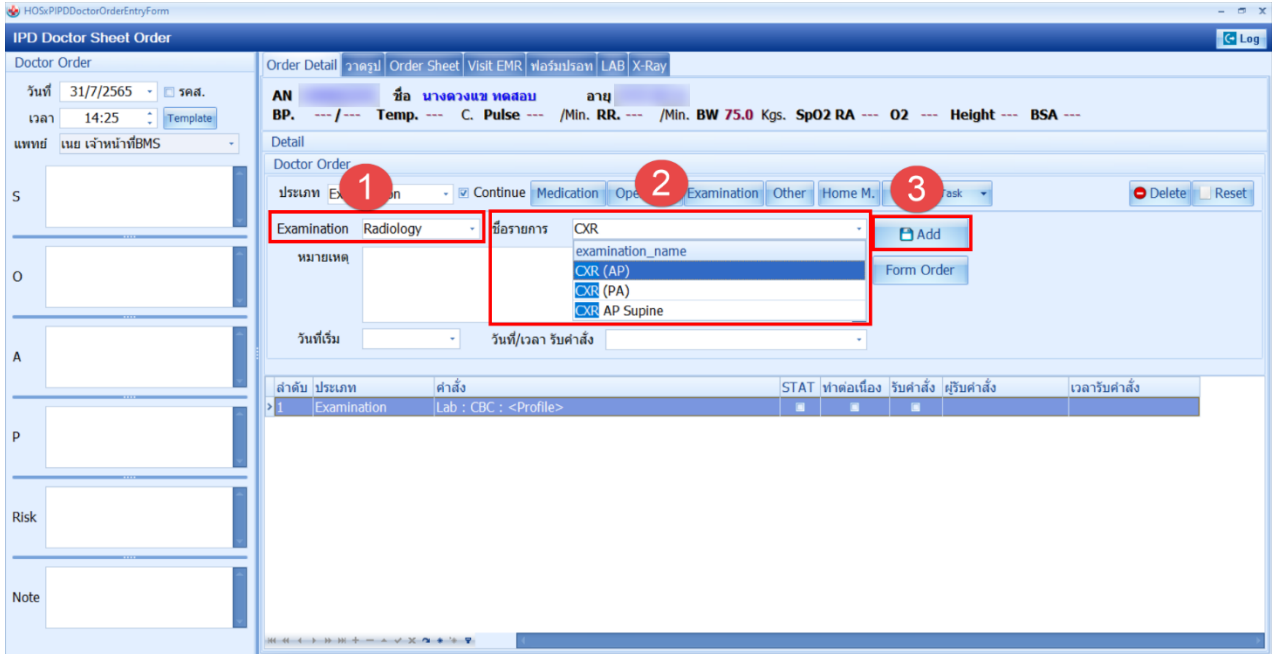 HOSxPIPDDoctorOrderEntryForm
IPD Doctor Sheet Order
Log
Doctor Order
วันที่ 31/7/2565 รคส.
เวลา 14:25 Template
แพทย์ เนย เจ้าหน้าที่BMS
S
O
A
P
Risk
Note
Order Detail วาดรูป Order Sheet Visit EMR ฟอร์มปรอท LAB X-Ray
AN ชื่อ นางดวงแข ทดสอบ อายุ
BP. --- / --- Temp. --- C. Pulse --- /Min. RR. --- /Min. BW 75.0 Kgs. SpO2 RA --- O2 --- Height --- BSA ---
Detail
Doctor Order
1 2 3
ประเภท Continue Medication Examination Other Home M. Task Delete Reset
Examination Radiology ชื่อรายการ CXR Add
หมายเหตุ
examination_name
CXR (AP)
CXR (PA)
CXR AP Supine
Form Order
วันที่เริ่ม วันที่/เวลา รับคำสั่ง
ลำดับ ประเภท คำสั่ง STAT ทำต่อเนื่อง รับคำสั่ง ผู้รับคำสั่ง เวลารับคำสั่ง
1 Examination Lab : CBC : <Profile>